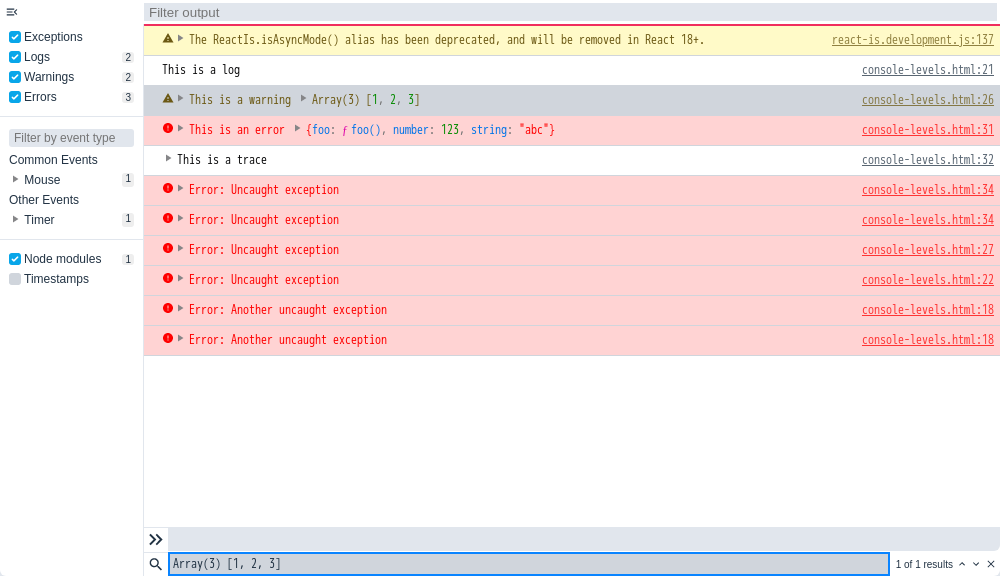 Filter output
Exceptions
Logs 2
Warnings 2
Errors 3
Filter by event type
Common Events
Mouse 1
Other Events
Timer 1
Node modules 1
Timestamps
The ReactIs.isAsyncMode() alias has been deprecated, and will be removed in React 18+. react-is.development.js:137
This is a log console-levels.html:21
This is a warning Array(3) [1, 2, 3] console-levels.html:26
This is an error {foo: ƒ foo(), number: 123, string: "abc"} console-levels.html:31
This is a trace console-levels.html:32
Error: Uncaught exception console-levels.html:34
Error: Uncaught exception console-levels.html:34
Error: Uncaught exception console-levels.html:27
Error: Uncaught exception console-levels.html:22
Error: Another uncaught exception console-levels.html:18
Error: Another uncaught exception console-levels.html:18
Array(3) [1, 2, 3] 1 of 1 results